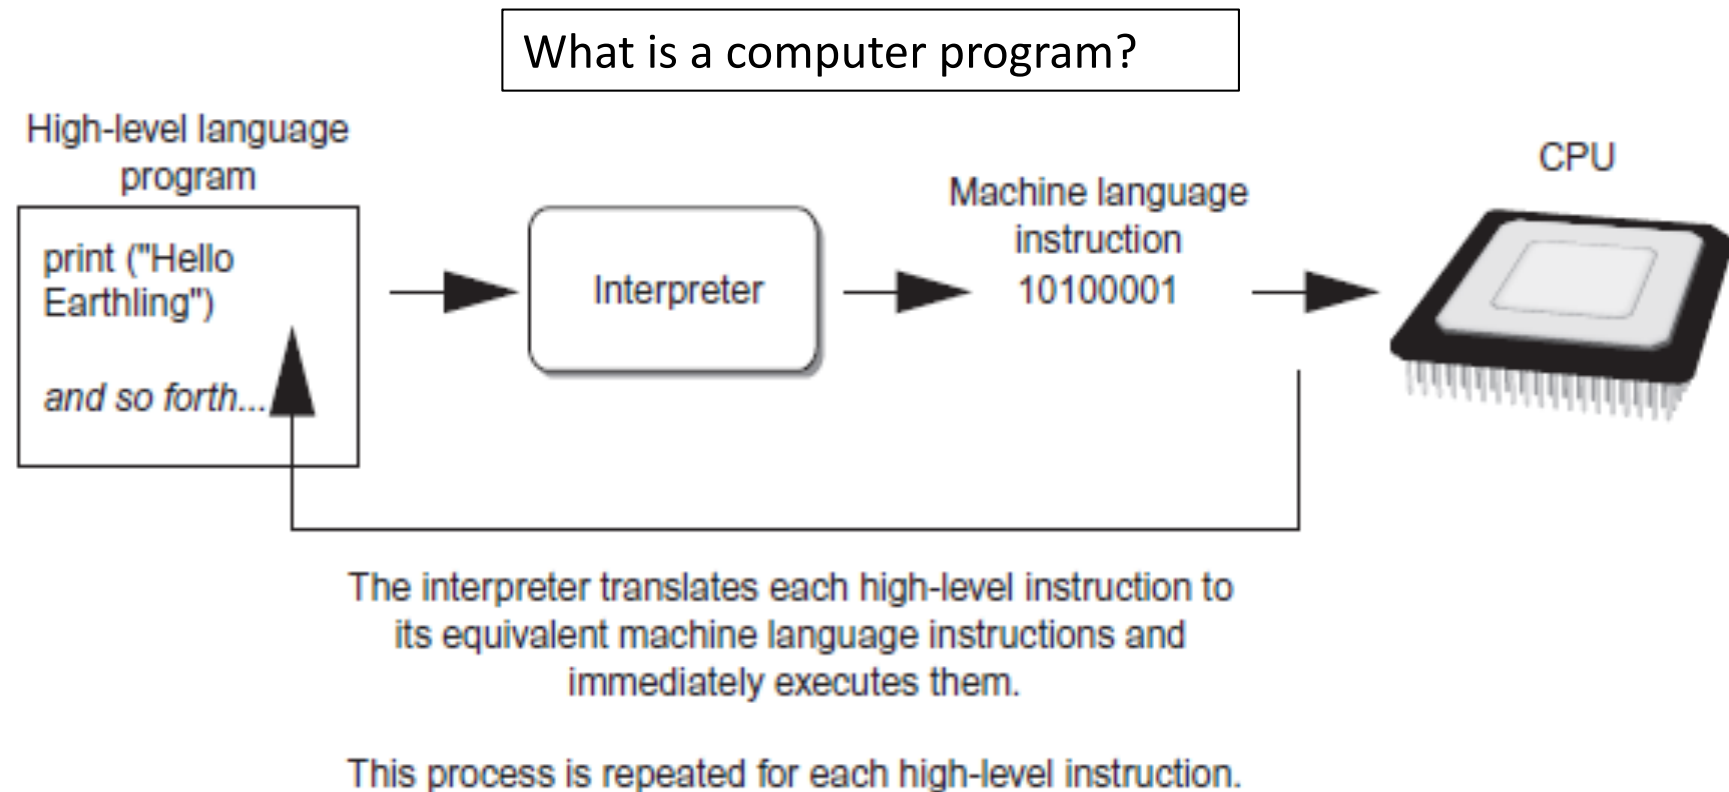 What is a computer program?
High-level language
program
print ("Hello
Earthling")
and so forth...
Interpreter
Machine language
instruction
10100001
CPU
The interpreter translates each high-level instruction to
its equivalent machine language instructions and
immediately executes them.
This process is repeated for each high-level instruction.